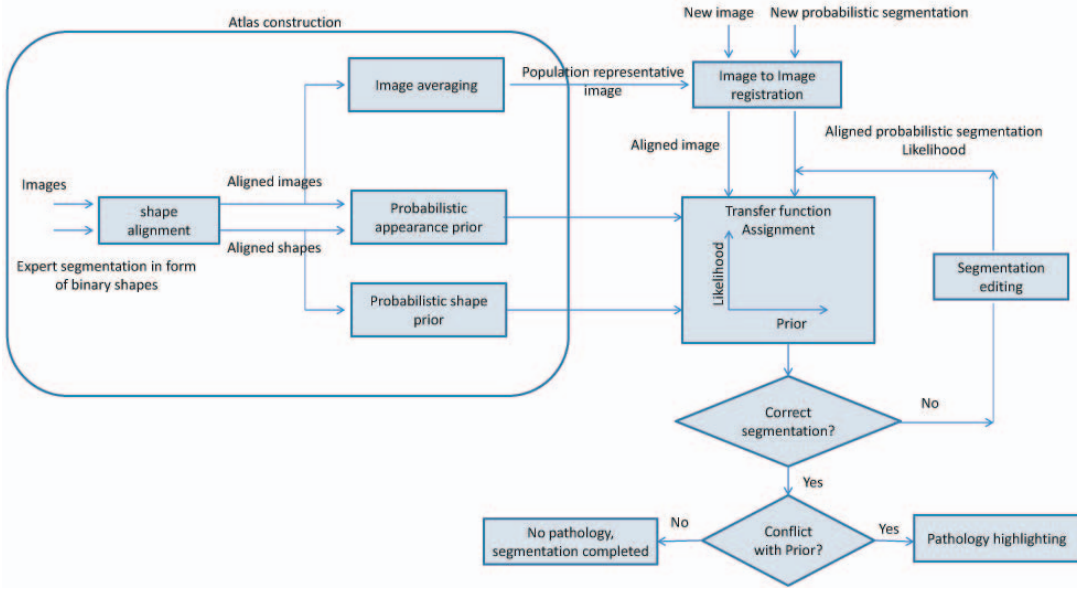 Atlas construction
New image
New probabilistic segmentation
Image averaging
Population representative
image
Image to Image
registration
Aligned image
Aligned probabilistic segmentation
Likelihood
Images
Aligned images
shape
alignment
Aligned shapes
Expert segmentation in form
of binary shapes
Probabilistic
appearance prior
Probabilistic shape
prior
Transfer function
Assignment
Likelihood
Prior
Segmentation
editing
Correct
segmentation?
No
Yes
Conflict
with Prior?
No
No pathology,
segmentation completed
Yes
Pathology highlighting